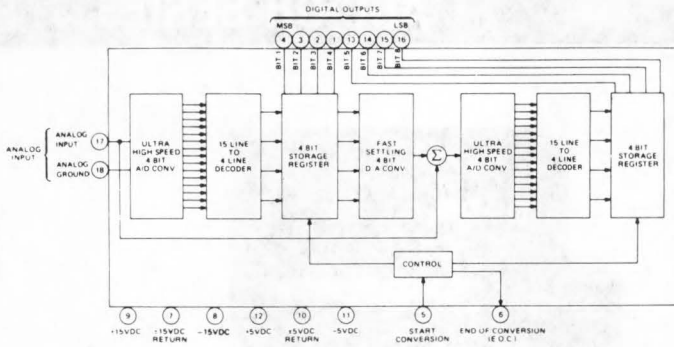 DIGITAL OUTPUTS
MSB LSB
4 3 2 1 13 14 15 16
BIT 1
BIT 2
BIT 3
BIT 4
BIT 5
BIT 6
BIT 7
BIT 8
ANALOG INPUT
ANALOG INPUT 17
ANALOG GROUND 18
ULTRA HIGH SPEED 4 BIT A/D CONV.
15 LINE TO 4 LINE DECODER
4 BIT STORAGE REGISTER
FAST SETTLING 4 BIT D/A CONV.
Σ
ULTRA HIGH SPEED 4 BIT A/D CONV.
15 LINE TO 4 LINE DECODER
4 BIT STORAGE REGISTER
CONTROL
9 7 8 12 10 11 5 6
+15VDC ±15VDC RETURN -15VDC +5VDC ±5VDC RETURN -5VDC START CONVERSION END OF CONVERSION (E.O.C.)